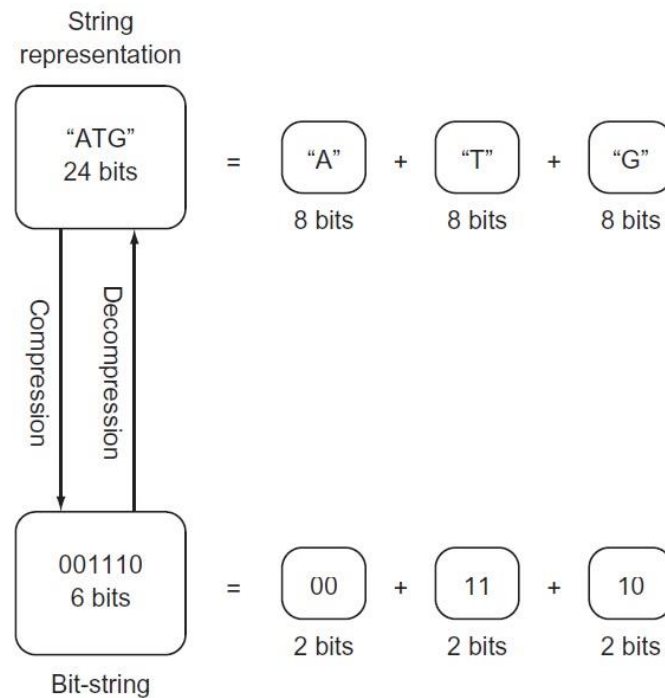 String
representation
“ATG”
24 bits
=
“A”
+
“T”
+
“G”
8 bits
8 bits
8 bits
Compression
Decompression
001110
6 bits
=
00
+
11
+
10
2 bits
2 bits
2 bits
Bit-string